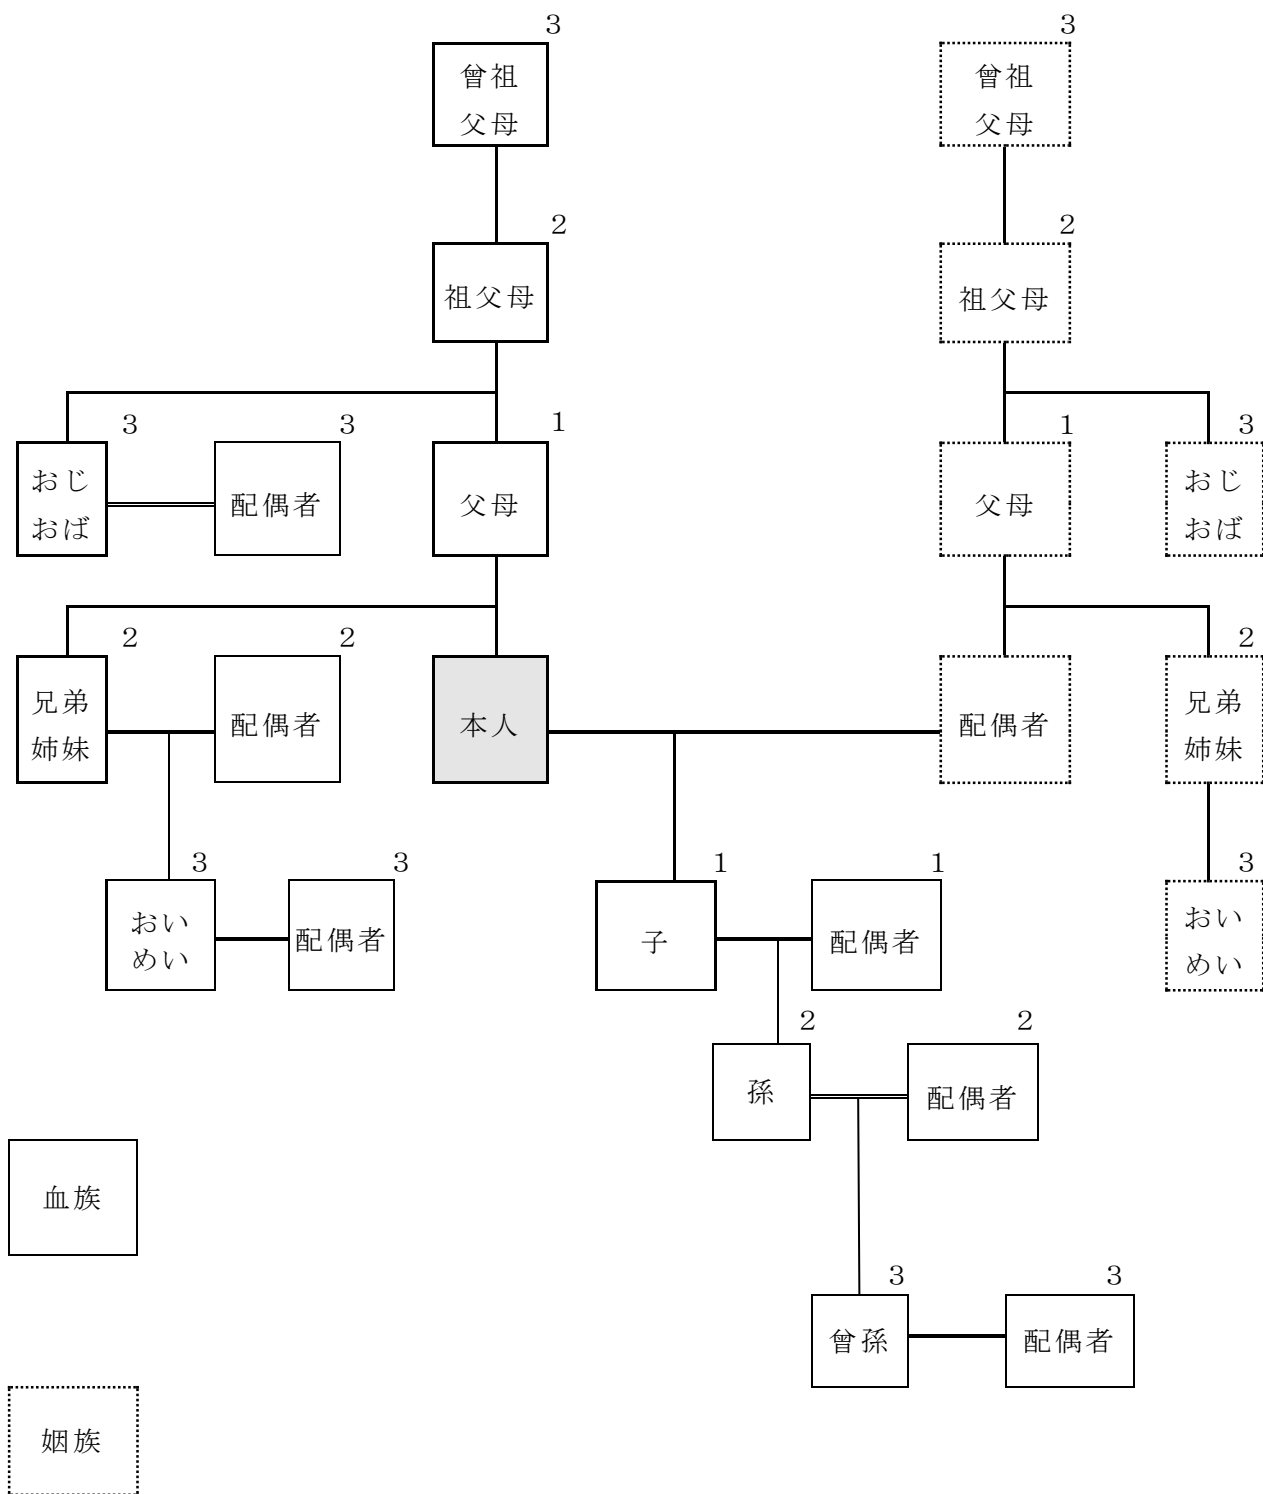 3
曾祖
父母
3
曾祖
父母
2
祖父母
2
祖父母
3
おじ
おば
3
配偶者
1
父母
1
父母
3
おじ
おば
2
兄弟
姉妹
2
配偶者
本人
配偶者
2
兄弟
姉妹
3
おい
めい
3
配偶者
1
子
1
配偶者
3
おい
めい
2
孫
2
配偶者
血族
3
曾孫
3
配偶者
姻族